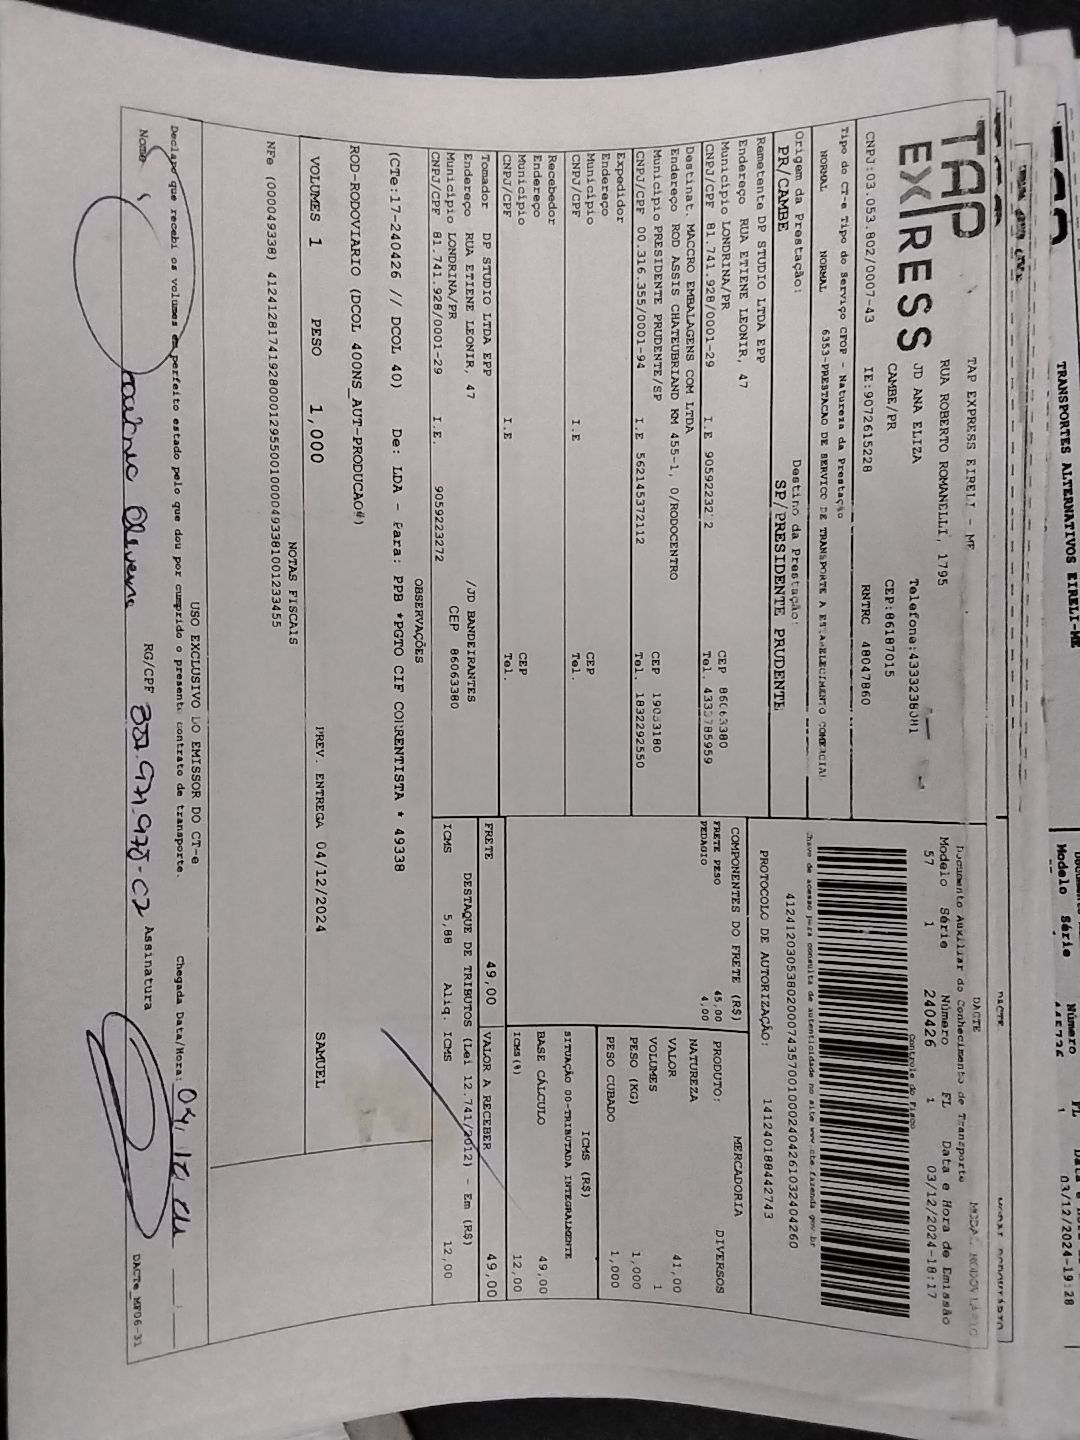 TAP
EXPRESS
TAP EXPRESS EIRELI - ME
RUA ROBERTO ROMANELLI, 1795
JD ANA ELIZA
CAMBE/PR
Telefone:4333238081
CEP:86187015
CNPJ:03.053.802/0007-43 IE:9072615228 RNTRC 48047860
Tipo do CT-e Tipo do Serviço CFOP - Natureza da Prestação
NORMAL NORMAL 6353-PRESTACAO DE SERVICO DE TRANSPORTE A ESTABELECIMENTO COMERCIAL
Origem da Prestação: Destino da Prestação:
PR/CAMBE SP/PRESIDENTE PRUDENTE
Remetente DP STUDIO LTDA EPP
Endereço RUA ETIENE LEONIR, 47
Município LONDRINA/PR CEP 86063380
CNPJ/CPF 81.741.928/0001-29 I.E 9059223272 Tel.
Destinat. MACRO EMBALAGENS COM LTDA
Endereço ROD ASSIS CHATEUBRIAND KM 455-1, 0/RODOCENTRO
Município PRESIDENTE PRUDENTE/SP CEP
CNPJ/CPF 00.316.355/0001-94 I.E 562145372112 Tel. 1832292550
Expedidor
Endereço
Município CEP
CNPJ/CPF I.E Tel.
Recebedor
Endereço
Município CEP
CNPJ/CPF I.E Tel.
Tomador DP STUDIO LTDA EPP
Endereço RUA ETIENE LEONIR, 47 /JD BANDEIRANTES
Município LONDRINA/PR CEP 86063380
CNPJ/CPF 81.741.928/0001-29 I.E. 9059223272
Documento Auxiliar do Conhecimento de Transporte
DACTE
Modelo Série Número FL Data e Hora de Emissão
57 1 240426 1 03/12/2024-18:17
Controle do Fisco
Chave de acesso para consulta de autenticidade no site www.cte.fazenda.gov.br
41241203053802000743570010002404261032404260
PROTOCOLO DE AUTORIZAÇÃO: 141240188442743
COMPONENTES DO FRETE (R$)
FRETE PESO 45,00
PEDAGIO 4,00
MERCADORIA
PRODUTO: DIVERSOS
NATUREZA
VALOR 41,00
VOLUMES 1
PESO (KG) 1,000
PESO CUBADO 1,000
ICMS (R$)
SITUAÇÃO 00-TRIBUTADA INTEGRALMENTE
BASE CÁLCULO 49,00
ICMS(%) 12,00
FRETE 49,00 VALOR A RECEBER 49,00
DESTAQUE DE TRIBUTOS (Lei 12.741/2012) - Em (R$)
ICMS 5,88 Aliq. ICMS 12,00
OBSERVAÇÕES
(CTe:17-240426 // DCOL 40) De: LDA - Para: PPB *PGTO CIF CORRENTISTA * 49338
ROD-RODOVIARIO (DCOL 400NS_AUT-PRODUCAO#)
VOLUMES 1 PESO 1,000 PREV. ENTREGA 04/12/2024 SAMUEL
NOTAS FISCAIS
NFe (000049338) 41241281741928000129550010000493381001233455
USO EXCLUSIVO DO EMISSOR DO CT-e
Declaro que recebi os volumes em perfeito estado pelo que dou por cumprido o presente contrato de transporte. Chegada Data/Hora: 04, 12,
Nome RG/CPF Assinatura
DACTe_MP06-31
TRANSPORTES ALTERNATIVOS EIRELI-ME
Modelo Série Número
03/12/2024-19:28